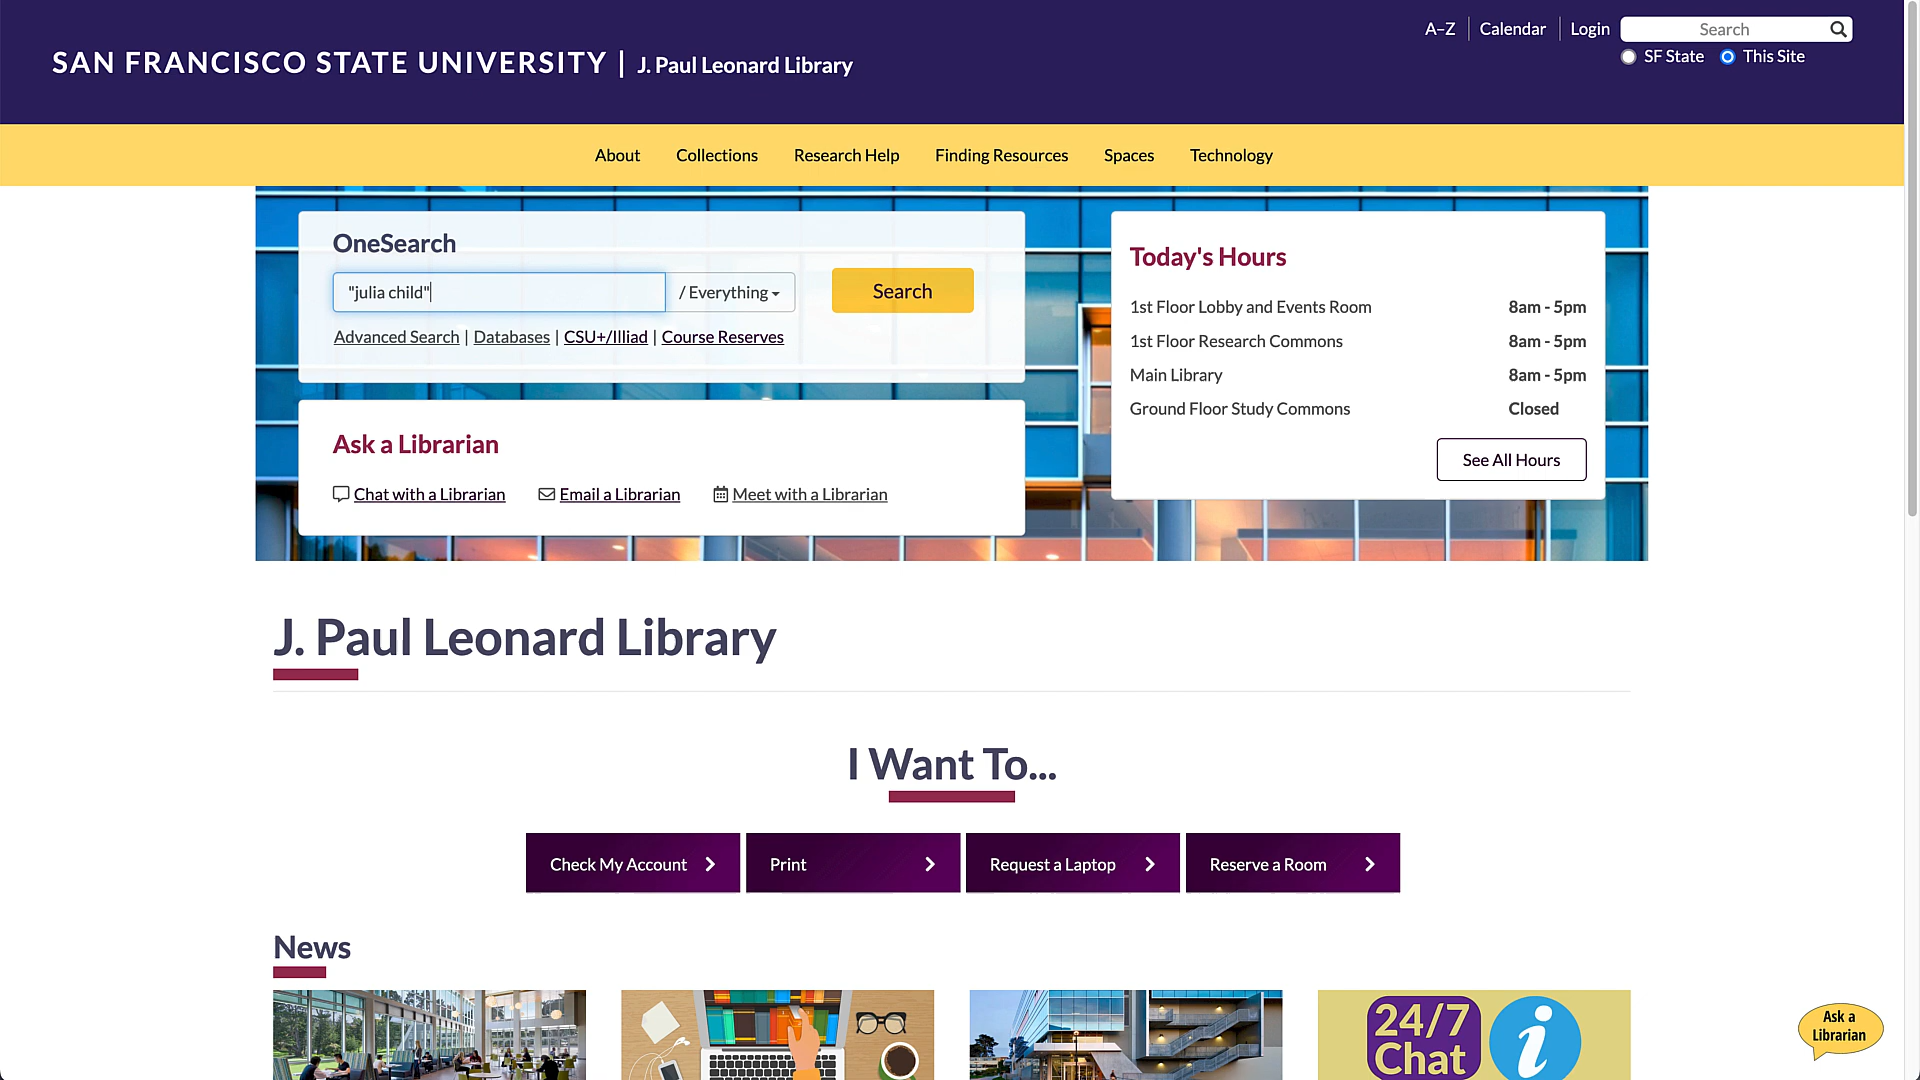 SAN FRANCISCO STATE UNIVERSITY | J. Paul Leonard Library
A–Z
Calendar
Login
Search
SF State
This Site
About
Collections
Research Help
Finding Resources
Spaces
Technology
OneSearch
"julia child"
/ Everything
Search
Advanced Search | Databases | CSU+/Illiad | Course Reserves
Ask a Librarian
Chat with a Librarian
Email a Librarian
Meet with a Librarian
Today's Hours
1st Floor Lobby and Events Room 8am - 5pm
1st Floor Research Commons 8am - 5pm
Main Library 8am - 5pm
Ground Floor Study Commons Closed
See All Hours
J. Paul Leonard Library
I Want To...
Check My Account
Print
Request a Laptop
Reserve a Room
News
24/7
Chat
i
Ask a
Librarian